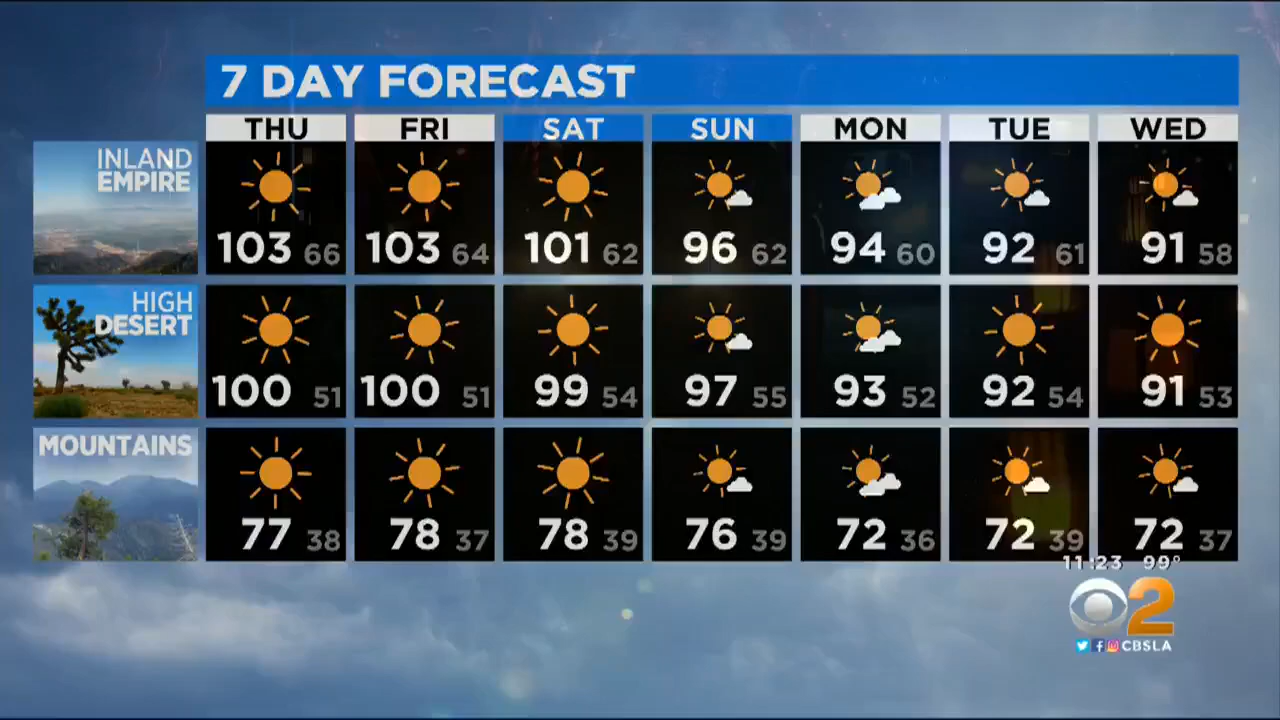 7 DAY FORECAST
THU FRI SAT SUN MON TUE WED
INLAND
EMPIRE
103 66 103 64 101 62 96 62 94 60 92 61 91 58
HIGH
DESERT
100 51 100 51 99 54 97 55 93 52 92 54 91 53
MOUNTAINS
77 38 78 37 78 39 76 39 72 36 72 39 72 37
11:23 99°
2
CBSLA